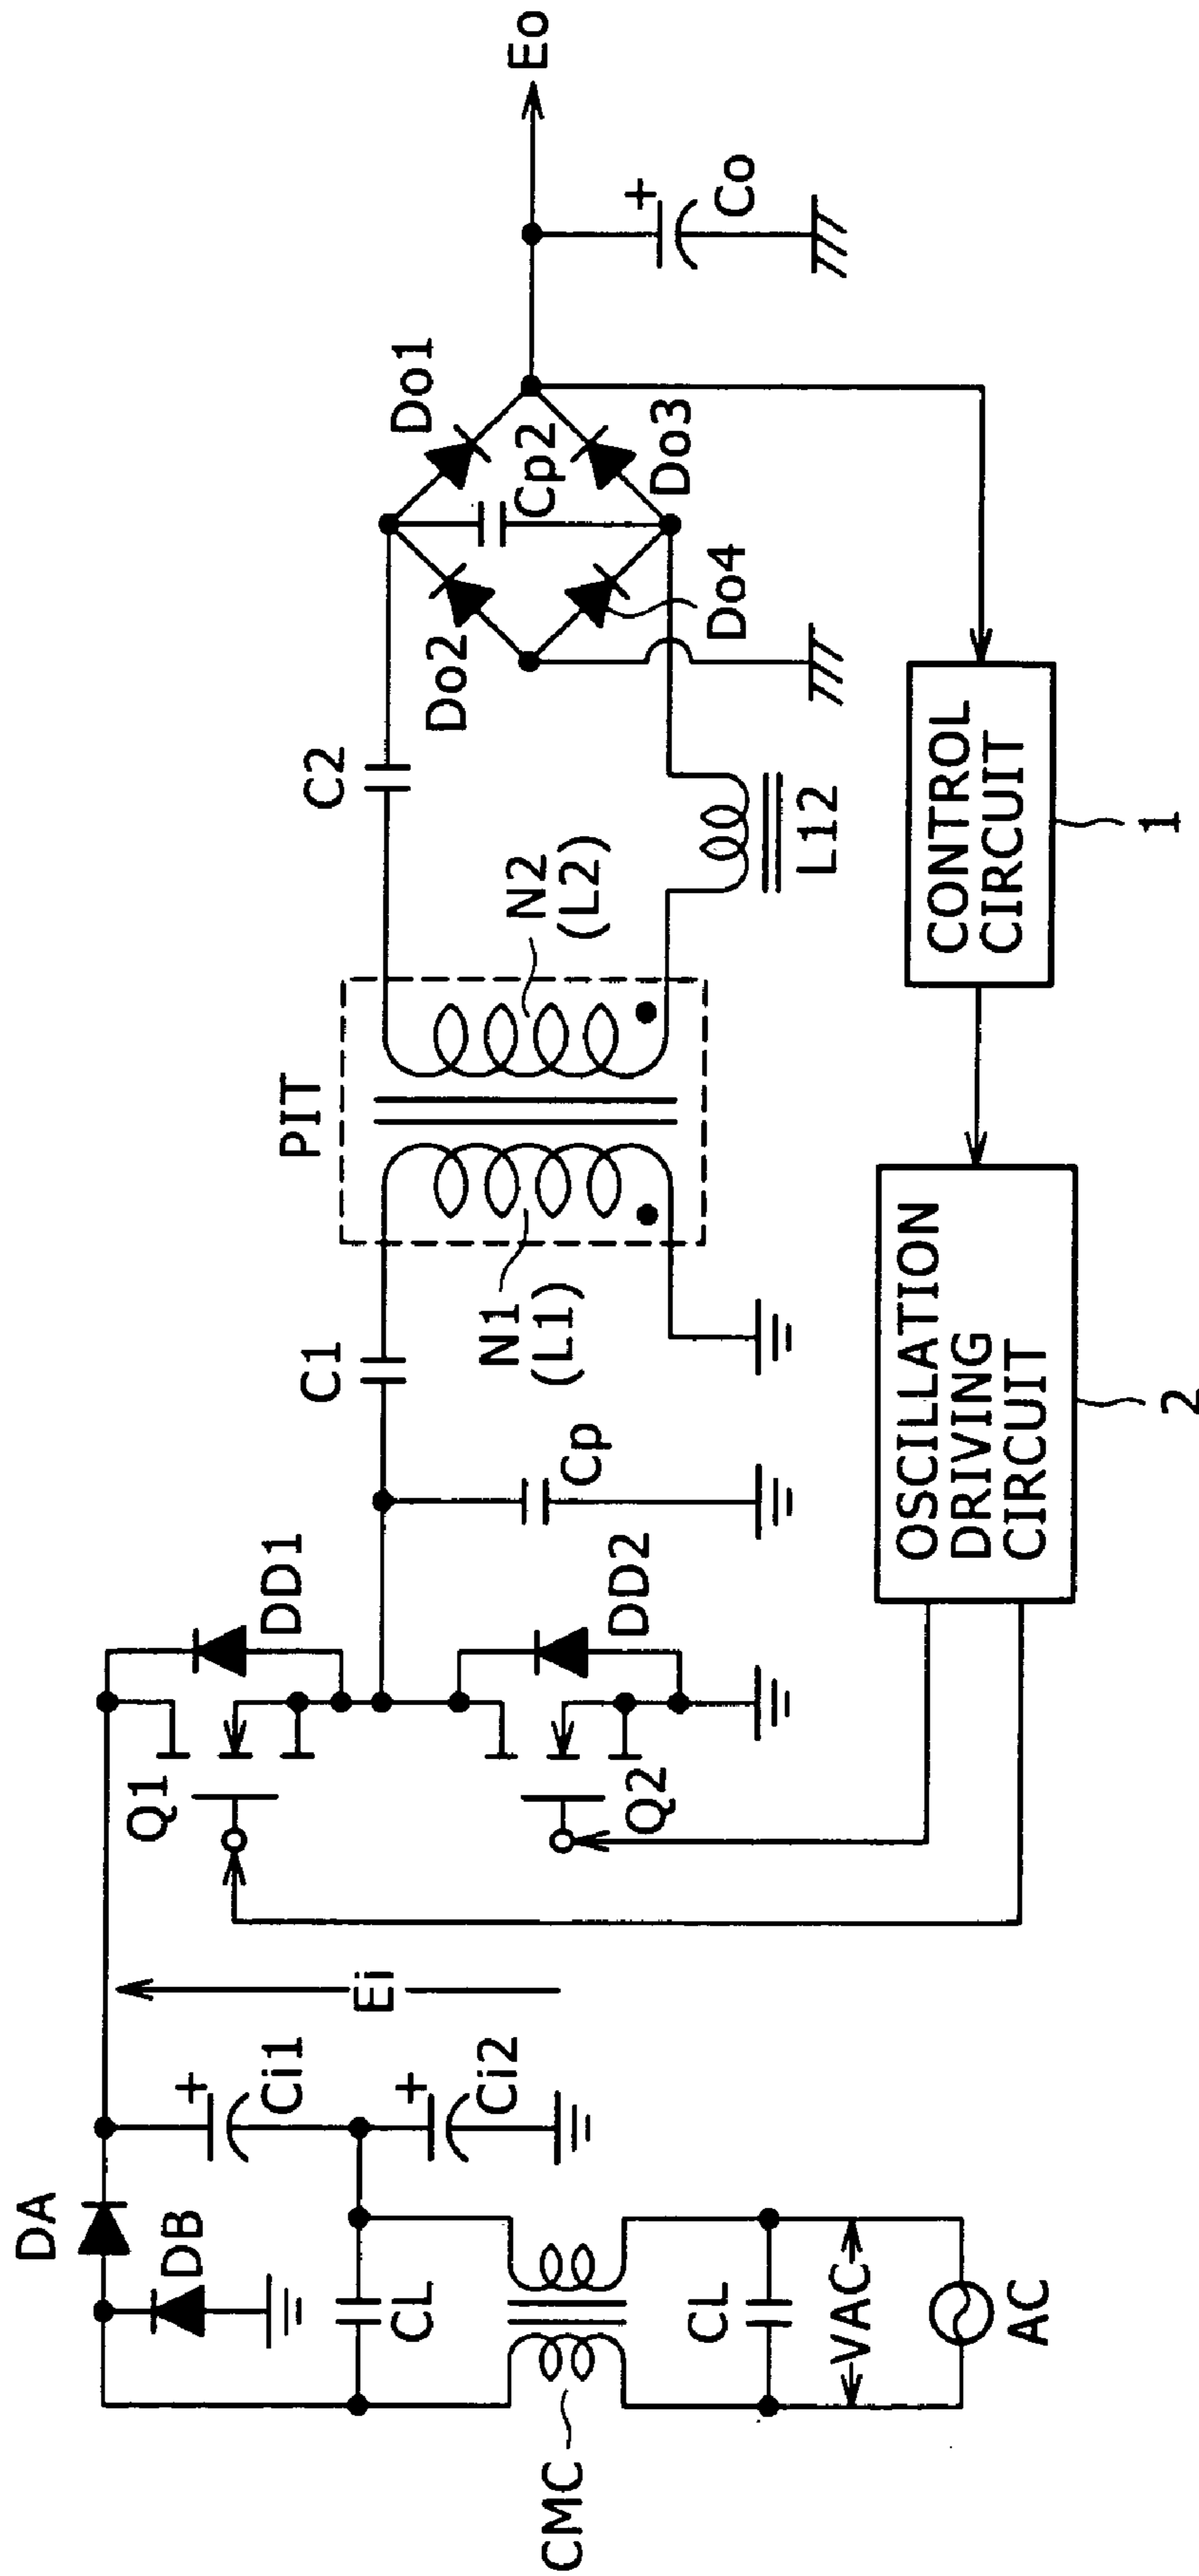 DA
DB
CMC
CL
CL
VAC
AC
Ci1
+
Ci2
+
Ei
Q1
Q2
DD1
DD2
Cp
C1
N1
(L1)
PIT
N2
(L2)
C2
L12
Do1
Do2
Cp2
Do3
Do4
+
Co
Eo
OSCILLATION
DRIVING
CIRCUIT
2
CONTROL
CIRCUIT
1